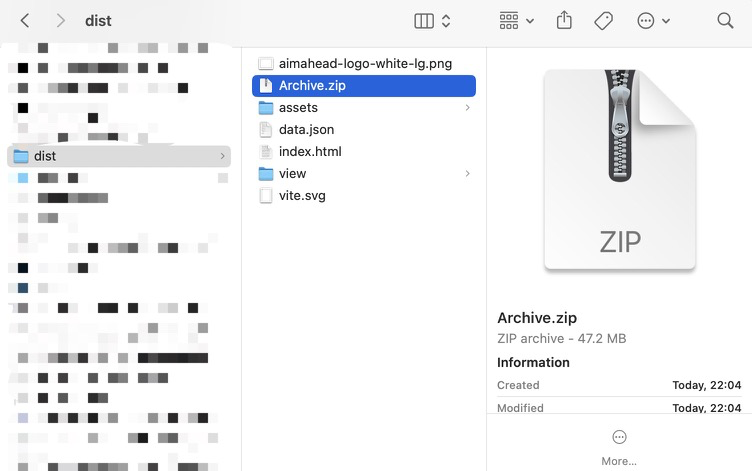 dist
dist
aimahead-logo-white-lg.png
Archive.zip
assets
data.json
index.html
view
vite.svg
ZIP
Archive.zip
ZIP archive - 47.2 MB
Information
Created Today, 22:04
Modified Today, 22:04
More...